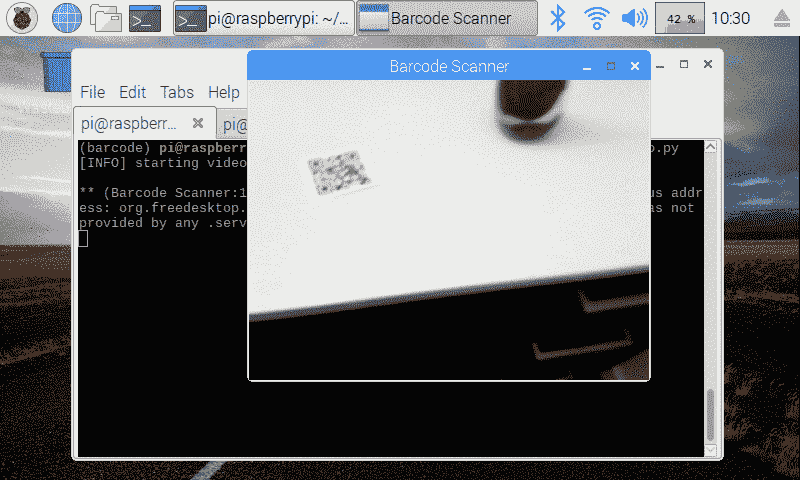 pi@raspberrypi: ~/...
Barcode Scanner
42 %
10:30
Barcode Scanner
File Edit Tabs Help
pi@raspberr...
pi@
(barcode) pi@raspberr
o.py
[INFO] starting video
** (Barcode Scanner:1
us addr
ess: org.freedesktop.
as not
provided by any .serv